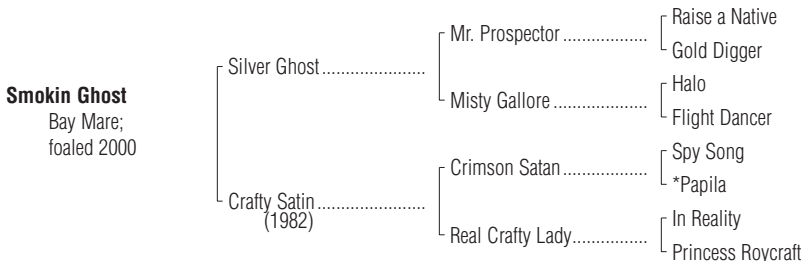 Smokin Ghost
Bay Mare;
foaled 2000
Silver Ghost......................
Crafty Satin.......................
(1982)
Mr. Prospector..................
Misty Gallore....................
Crimson Satan..................
Real Crafty Lady................
Raise a Native
Gold Digger
Halo
Flight Dancer
Spy Song
*Papila
In Reality
Princess Roycraft